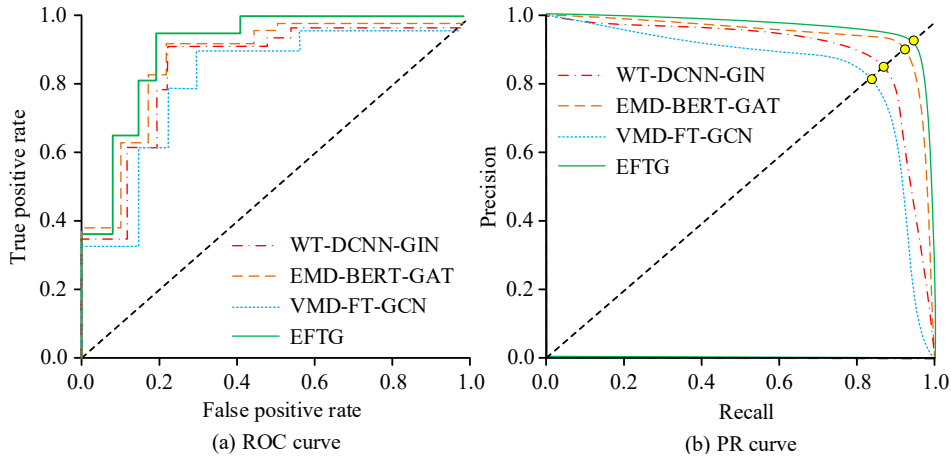 True positive rate
1.0
0.8
0.6
0.4
0.2
0.0
WT-DCNN-GIN
EMD-BERT-GAT
VMD-FT-GCN
EFTG
0.0 0.2 0.4 0.6 0.8 1.0
False positive rate
(a) ROC curve
Precision
1.0
0.8
0.6
0.4
0.2
0.0
WT-DCNN-GIN
EMD-BERT-GAT
VMD-FT-GCN
EFTG
0.0 0.2 0.4 0.6 0.8 1.0
Recall
(b) PR curve